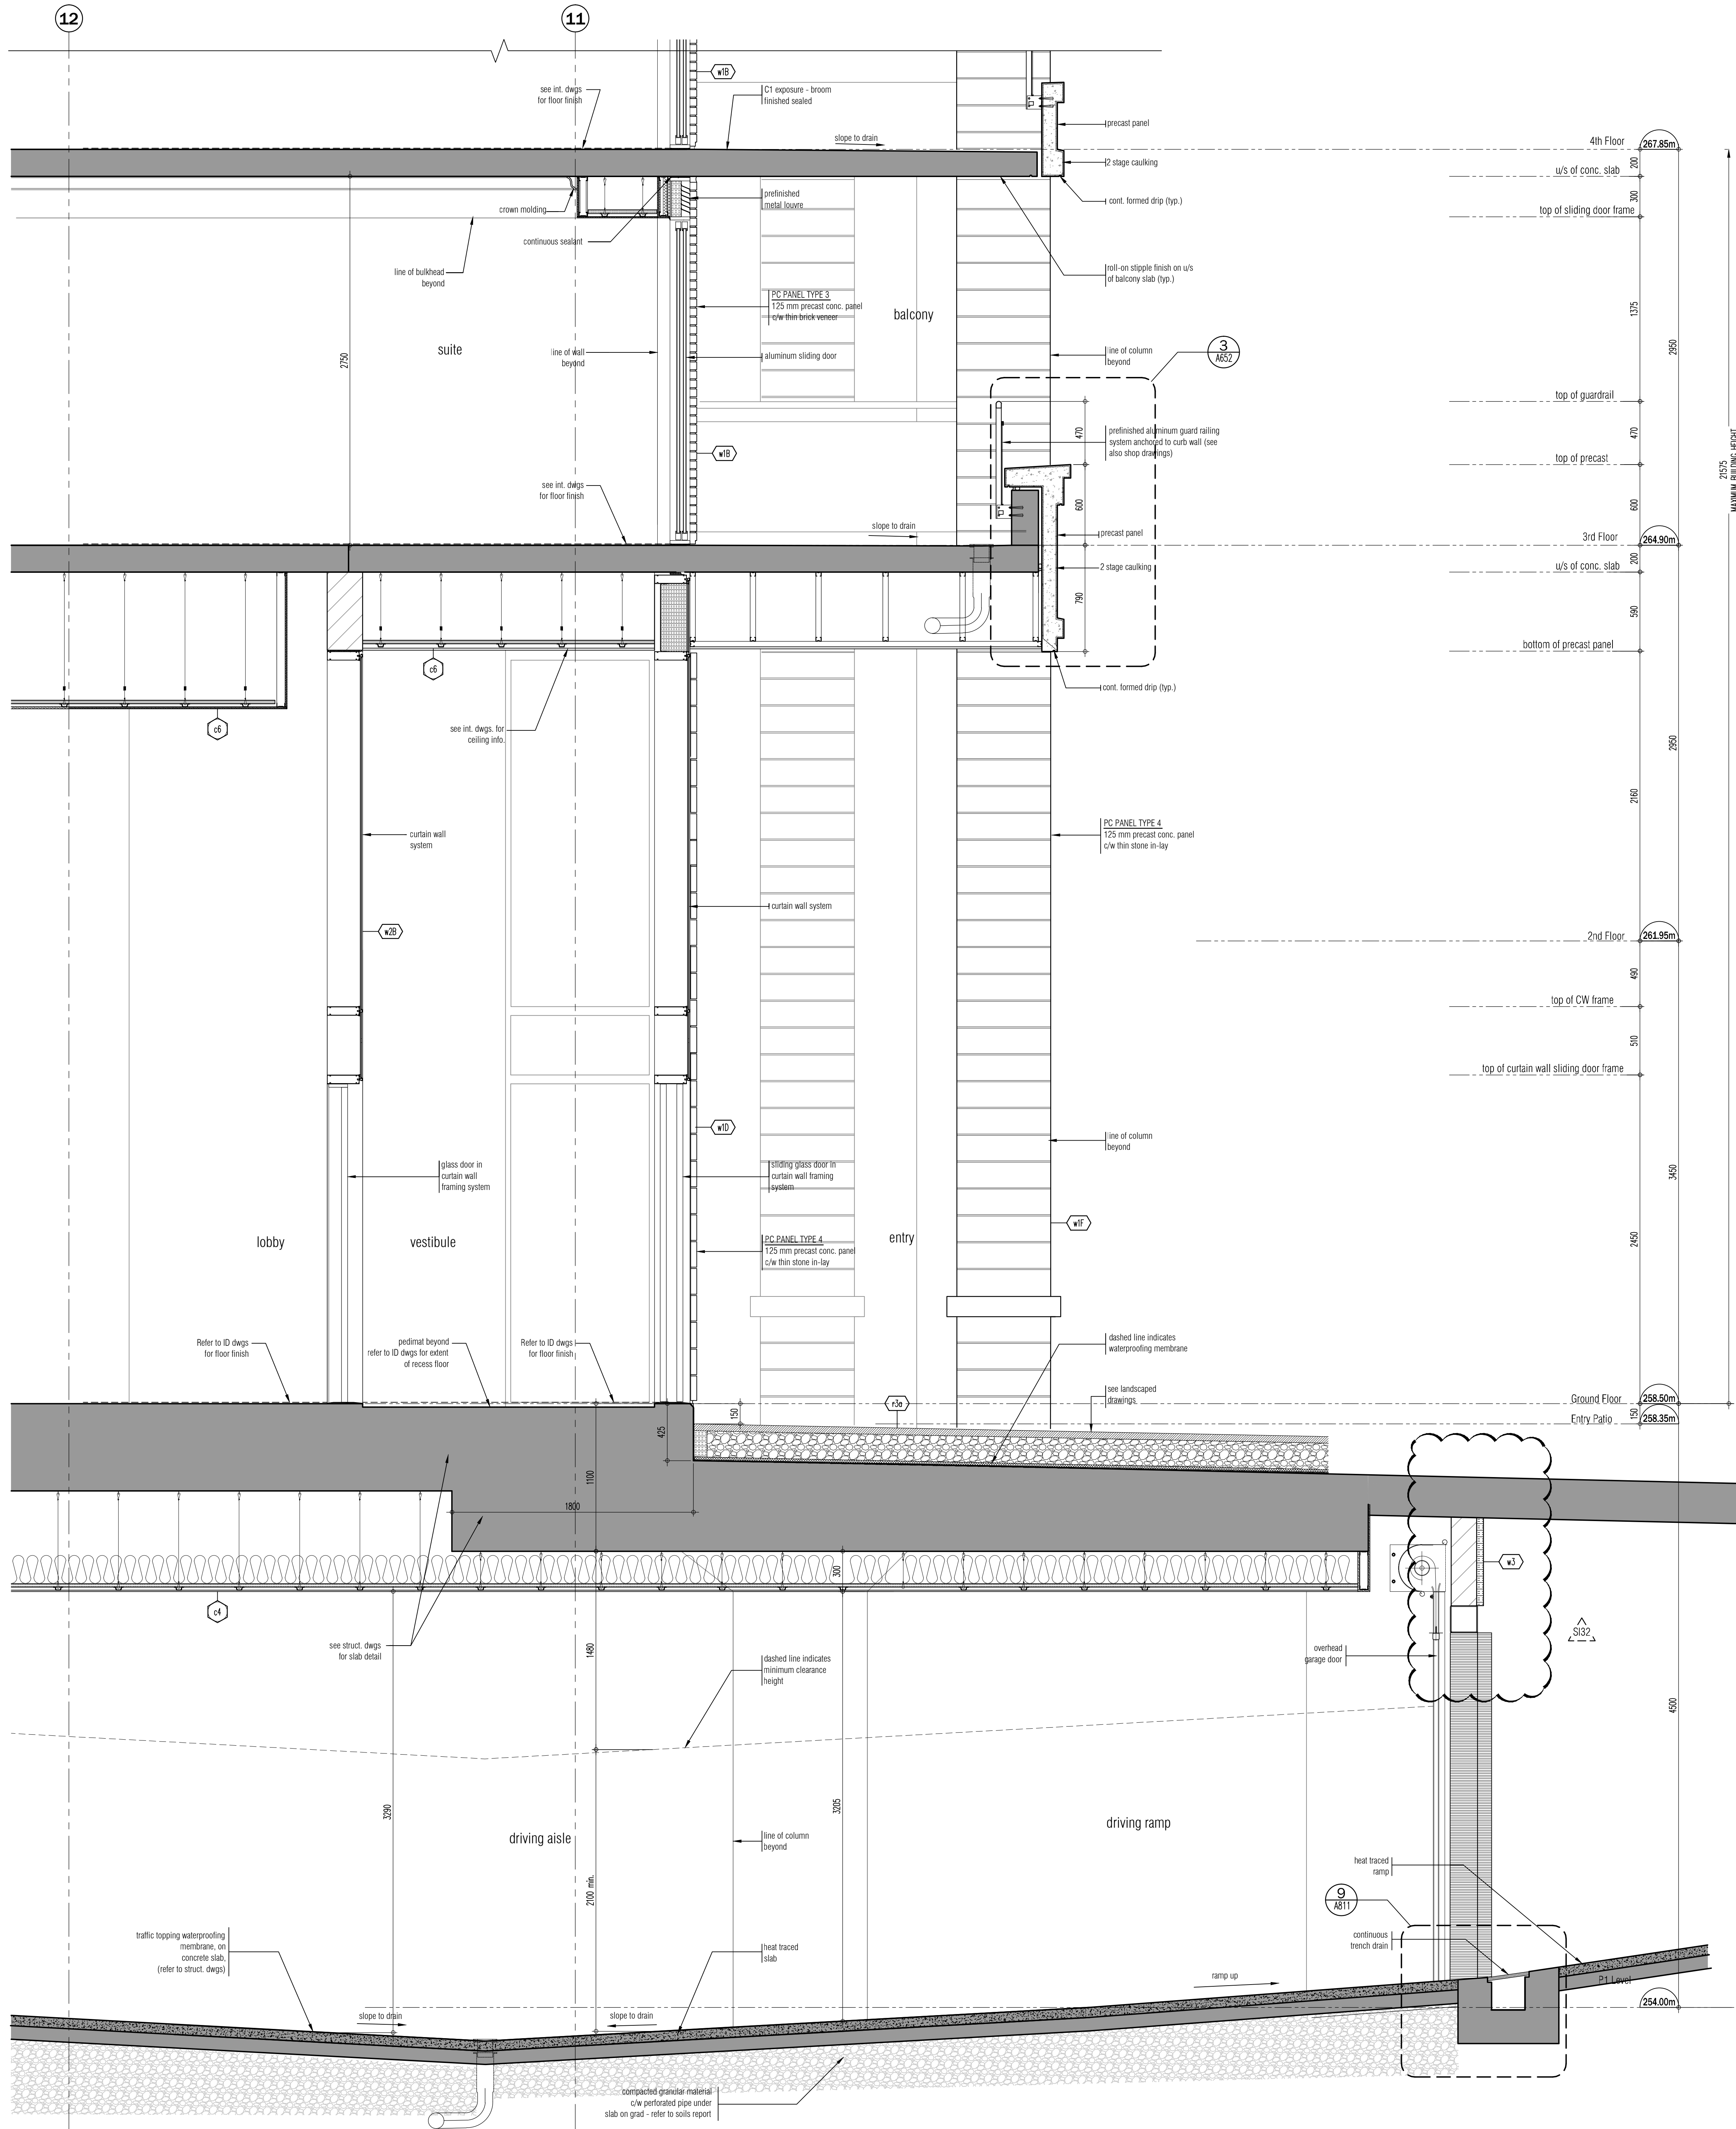 12
11
w1B
see int. dwgs
for floor finish
C1 exposure - broom
finished sealed
precast panel
slope to drain
4th Floor
267.85m
2 stage caulking
200
u/s of conc. slab
crown molding
prefinished
metal louvre
cont. formed drip (typ.)
300
top of sliding door frame
continuous sealant
line of bulkhead
beyond
roll-on stipple finish on u/s
of balcony slab (typ.)
PC PANEL TYPE 3
125 mm precast conc. panel
c/w thin brick veneer
balcony
1375
suite
2750
line of wall
beyond
aluminum sliding door
line of column
beyond
3
A652
2950
top of guardrail
470
prefinished aluminum guard railing
system anchored to curb wall (see
also shop drawings)
470
w1B
top of precast
21575
MAXIMUM BUILDING HEIGHT
see int. dwgs
for floor finish
600
600
slope to drain
precast panel
3rd Floor
264.90m
2 stage caulking
200
u/s of conc. slab
790
590
bottom of precast panel
c6
cont. formed drip (typ.)
c6
see int. dwgs. for
ceiling info.
2950
2160
curtain wall
system
PC PANEL TYPE 4
125 mm precast conc. panel
c/w thin stone in-lay
curtain wall system
w2B
2nd Floor
261.95m
490
top of CW frame
510
top of curtain wall sliding door frame
w1D
line of column
beyond
glass door in
curtain wall
framing system
sliding glass door in
curtain wall framing
system
3450
w1F
lobby
vestibule
entry
2450
PC PANEL TYPE 4
125 mm precast conc. panel
c/w thin stone in-lay
Refer to ID dwgs
for floor finish
pedimat beyond
refer to ID dwgs for extent
of recess floor
Refer to ID dwgs
for floor finish
dashed line indicates
waterproofing membrane
see landscaped
drawings
r3a
Ground Floor
258.50m
150
150
Entry Patio
258.35m
425
1100
1800
300
w3
c4
see struct. dwgs
for slab detail
1480
dashed line indicates
minimum clearance
height
overhead
garage door
SI32
4500
3290
3205
driving aisle
line of column
beyond
driving ramp
2100 min.
heat traced
ramp
9
A811
traffic topping waterproofing
membrane, on
concrete slab,
(refer to struct. dwgs)
heat traced
slab
continuous
trench drain
ramp up
P1 Level
254.00m
slope to drain
slope to drain
compacted granular material
c/w perforated pipe under
slab on grad - refer to soils report